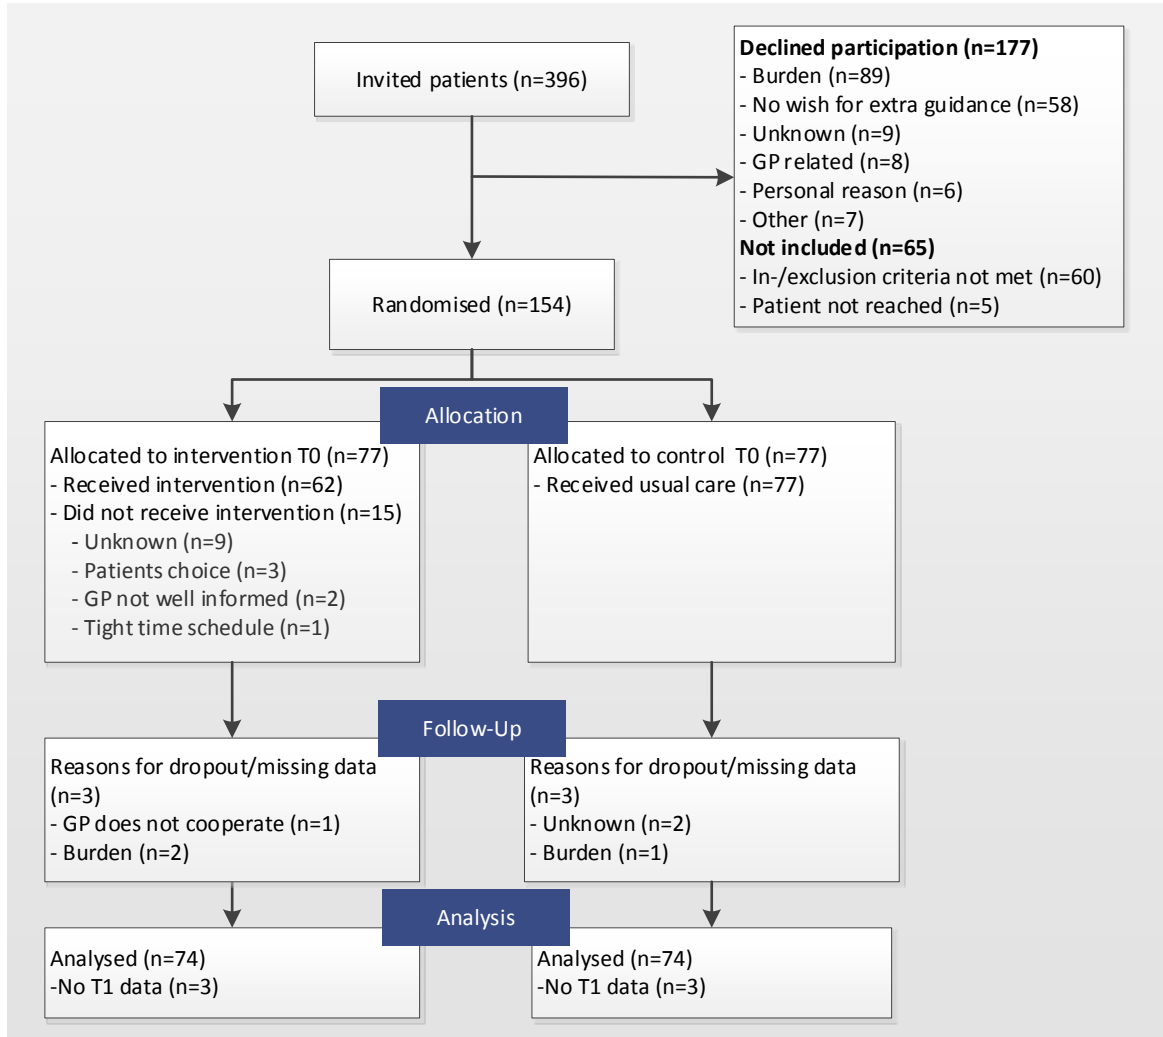 Invited patients (n=396)
Declined participation (n=177)
- Burden (n=89)
- No wish for extra guidance (n=58)
- Unknown (n=9)
- GP related (n=8)
- Personal reason (n=6)
- Other (n=7)
Not included (n=65)
- In-/exclusion criteria not met (n=60)
- Patient not reached (n=5)
Randomised (n=154)
Allocation
Allocated to intervention T0 (n=77)
- Received intervention (n=62)
- Did not receive intervention (n=15)
- Unknown (n=9)
- Patients choice (n=3)
- GP not well informed (n=2)
- Tight time schedule (n=1)
Allocated to control T0 (n=77)
- Received usual care (n=77)
Follow-Up
Reasons for dropout/missing data
(n=3)
- GP does not cooperate (n=1)
- Burden (n=2)
Reasons for dropout/missing data
(n=3)
- Unknown (n=2)
- Burden (n=1)
Analysis
Analysed (n=74)
-No T1 data (n=3)
Analysed (n=74)
-No T1 data (n=3)